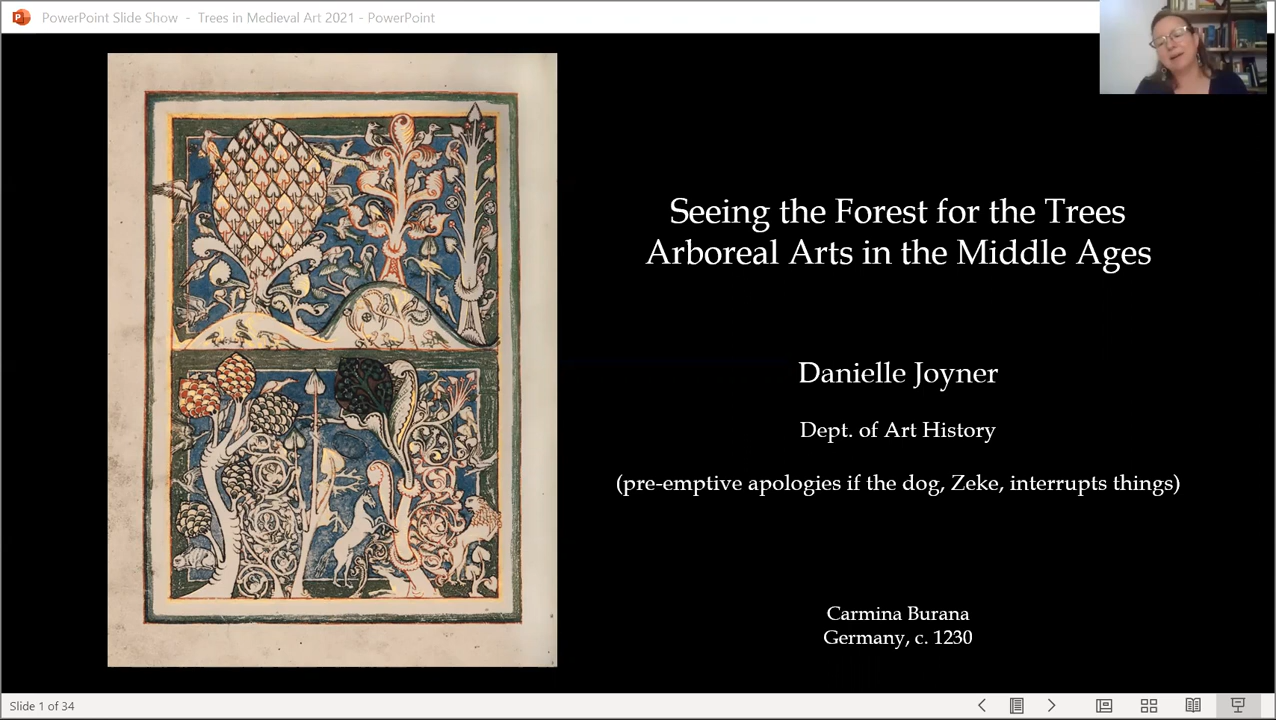 PowerPoint Slide Show - Trees in Medieval Art 2021 - PowerPoint
Seeing the Forest for the Trees
Arboreal Arts in the Middle Ages
Danielle Joyner
Dept. of Art History
(pre-emptive apologies if the dog, Zeke, interrupts things)
Carmina Burana
Germany, c. 1230
Slide 1 of 34